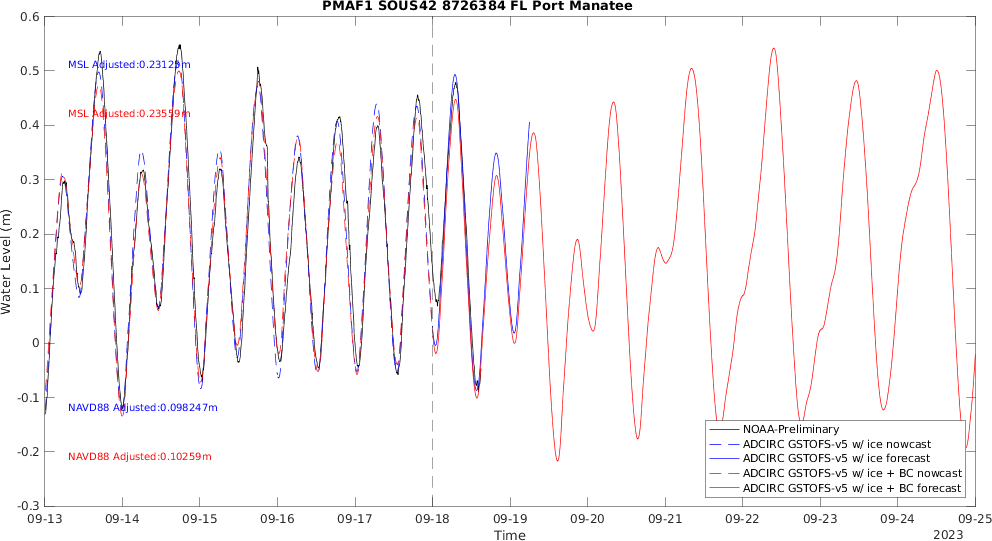 PMAF1 SOUS42 8726384 FL Port Manatee
0.6
0.5
0.4
0.3
0.2
0.1
0
-0.1
-0.2
-0.3
Water Level (m)
MSL Adjusted:0.23129m
MSL Adjusted:0.23559m
NAVD88 Adjusted:0.098247m
NAVD88 Adjusted:0.10259m
NOAA-Preliminary
ADCIRC GSTOFS-v5 w/ ice nowcast
ADCIRC GSTOFS-v5 w/ ice forecast
ADCIRC GSTOFS-v5 w/ ice + BC nowcast
ADCIRC GSTOFS-v5 w/ ice + BC forecast
09-13 09-14 09-15 09-16 09-17 09-18 09-19 09-20 09-21 09-22 09-23 09-24 09-25
Time
2023